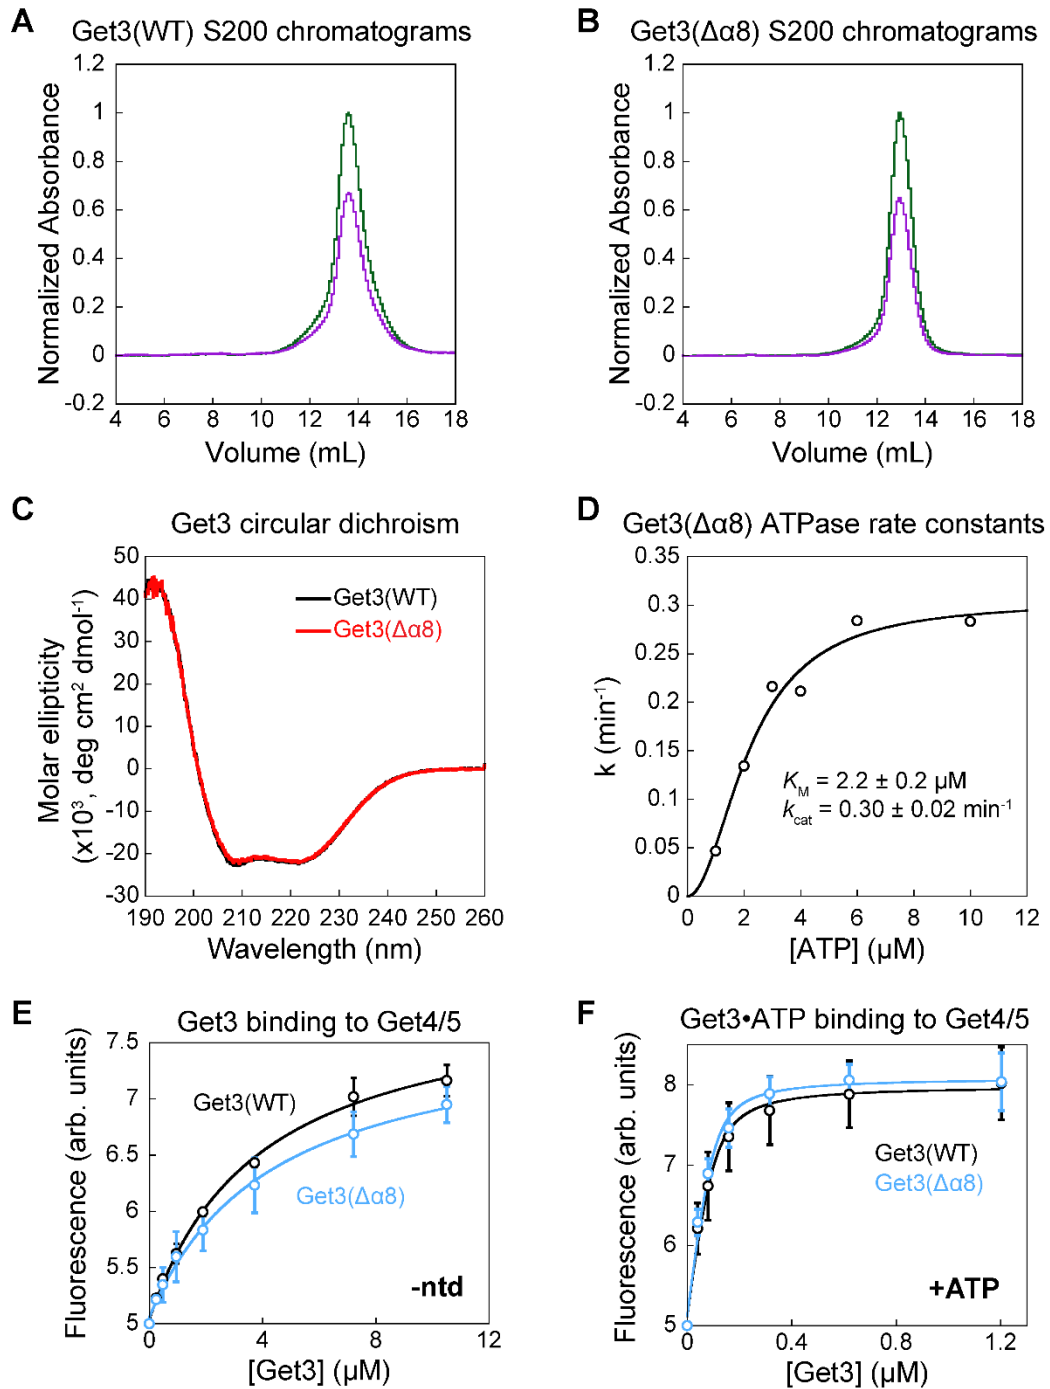 A
Get3(WT) S200 chromatograms
1.2
1
0.8
0.6
0.4
0.2
0
-0.2
4 6 8 10 12 14 16 18
Normalized Absorbance
Volume (mL)
B
Get3(Δα8) S200 chromatograms
1.2
1
0.8
0.6
0.4
0.2
0
-0.2
4 6 8 10 12 14 16 18
Normalized Absorbance
Volume (mL)
C
Get3 circular dichroism
50
40
30
20
10
0
-10
-20
-30
190 200 210 220 230 240 250 260
Molar ellipticity
(x10³, deg cm² dmol⁻¹)
Wavelength (nm)
Get3(WT)
Get3(Δα8)
D
Get3(Δα8) ATPase rate constants
0.35
0.3
0.25
0.2
0.15
0.1
0.05
0
0 2 4 6 8 10 12
k (min⁻¹)
[ATP] (μM)
K_M = 2.2 ± 0.2 μM
k_cat = 0.30 ± 0.02 min⁻¹
E
Get3 binding to Get4/5
7.5
7
6.5
6
5.5
5
0 4 8 12
Fluorescence (arb. units)
[Get3] (μM)
Get3(WT)
Get3(Δα8)
-ntd
F
Get3•ATP binding to Get4/5
8
7
6
5
0 0.4 0.8 1.2
Fluorescence (arb. units)
[Get3] (μM)
Get3(WT)
Get3(Δα8)
+ATP